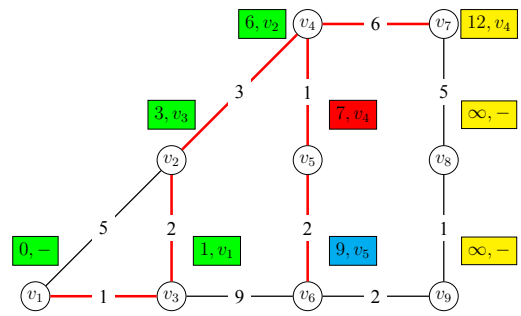 6, v₂
v₄
6
v₇
12, v₄
3
1
5
3, v₃
7, v₄
∞, −
v₂
v₅
v₈
5
2
2
1
0, −
1, v₁
9, v₅
∞, −
v₁
1
v₃
9
v₆
2
v₉